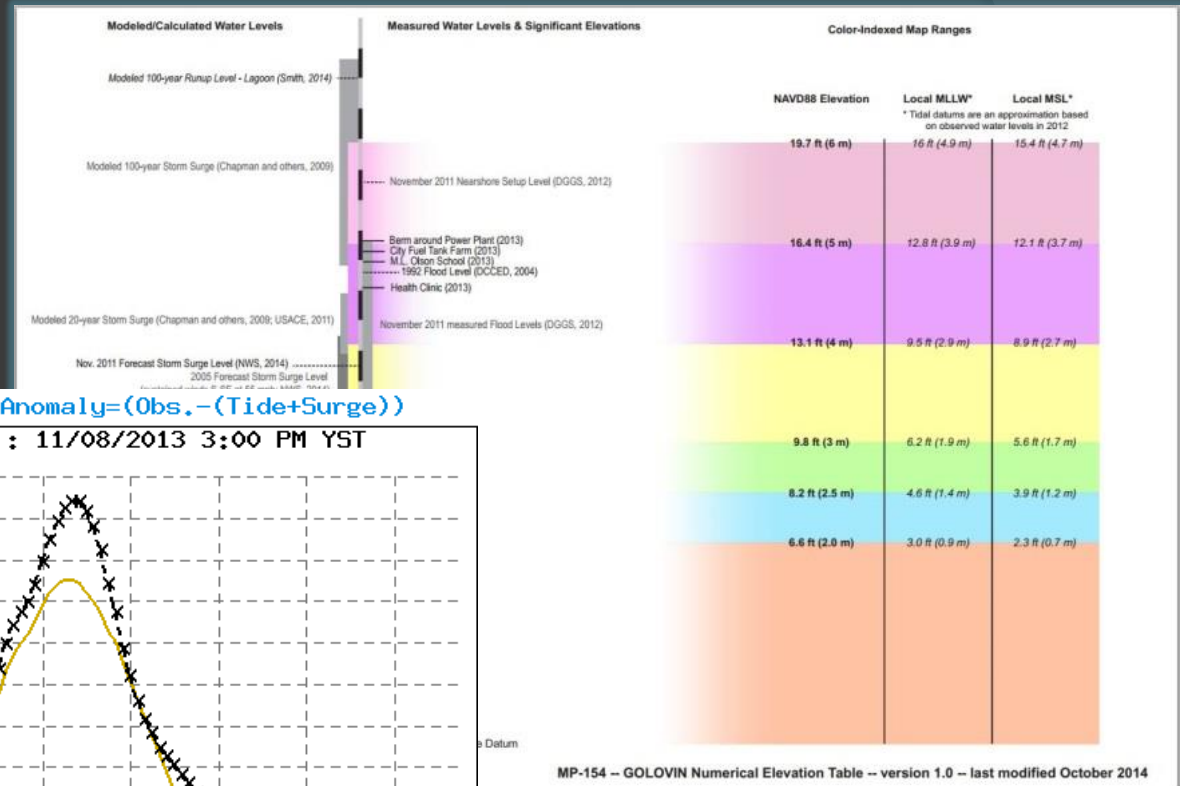 Modeled/Calculated Water Levels
Measured Water Levels & Significant Elevations
Color-Indexed Map Ranges
Modeled 100-year Runup Level - Lagoon (Smith, 2014)
NAVD88 Elevation
Local MLLW*
Local MSL*
* Tidal datums are an approximation based
on observed water levels in 2012
19.7 ft (6 m)
16 ft (4.9 m)
15.4 ft (4.7 m)
Modeled 100-year Storm Surge (Chapman and others, 2009)
November 2011 Nearshore Setup Level (DGGS, 2012)
Berm around Power Plant (2013)
City Fuel Tank Farm (2013)
M.L. Olson School (2013)
1992 Flood Level (DCCED, 2004)
Health Clinic (2013)
16.4 ft (5 m)
12.8 ft (3.9 m)
12.1 ft (3.7 m)
Modeled 20-year Storm Surge (Chapman and others, 2009; USACE, 2011)
November 2011 measured Flood Levels (DGGS, 2012)
13.1 ft (4 m)
9.5 ft (2.9 m)
8.9 ft (2.7 m)
Nov. 2011 Forecast Storm Surge Level (NWS, 2014)
2005 Forecast Storm Surge Level
Anomaly=(Obs.-(Tide+Surge))
: 11/08/2013 3:00 PM YST
9.8 ft (3 m)
6.2 ft (1.9 m)
5.6 ft (1.7 m)
8.2 ft (2.5 m)
4.6 ft (1.4 m)
3.9 ft (1.2 m)
6.6 ft (2.0 m)
3.0 ft (0.9 m)
2.3 ft (0.7 m)
Datum
MP-154 -- GOLOVIN Numerical Elevation Table -- version 1.0 -- last modified October 2014